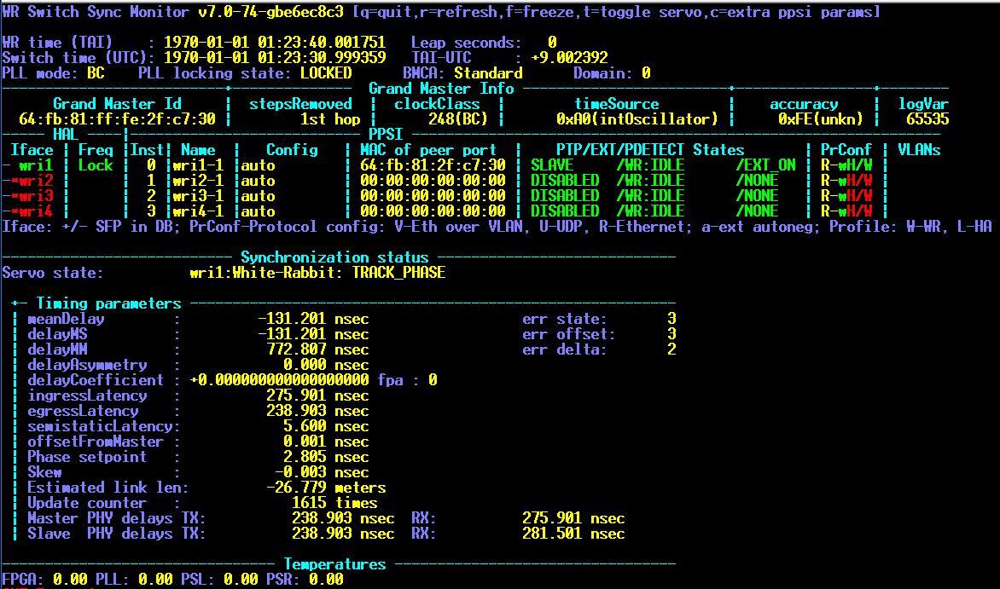 WR Switch Sync Monitor v7.0-74-gbe6ec8c3 [q=quit,r=refresh,f=freeze,t=toggle servo,c=extra ppsi params]
WR time (TAI) : 1970-01-01 01:23:40.001751 Leap seconds: 0
Switch time (UTC): 1970-01-01 01:23:30.999359 TAI-UTC : +9.002392
PLL mode: BC PLL locking state: LOCKED BMCA: Standard Domain: 0
Grand Master Info
Grand Master Id | stepsRemoved | clockClass | timeSource | accuracy | logVar
64:fb:81:ff:fe:2f:c7:30 | 1st hop | 248(BC) | 0xA0(intOscillator) | 0xFE(unkn) | 65535
----- HAL ----|---------------------------- PPSI ----------------------------
Iface | Freq |Inst| Name | Config | MAC of peer port | PTP/EXT/PDETECT States | PrConf | VLANs
- wri1 | Lock | 0 |wri1-1 |auto | 64:fb:81:2f:c7:30 | SLAVE /WR:IDLE /EXT_ON | R-wH/W |
-*wri2 | | 1 |wri2-1 |auto | 00:00:00:00:00:00 | DISABLED /WR:IDLE /NONE | R-wH/W |
-*wri3 | | 2 |wri3-1 |auto | 00:00:00:00:00:00 | DISABLED /WR:IDLE /NONE | R-wH/W |
-*wri4 | | 3 |wri4-1 |auto | 00:00:00:00:00:00 | DISABLED /WR:IDLE /NONE | R-wH/W |
Iface: +/- SFP in DB; PrConf-Protocol config: V-Eth over VLAN, U-UDP, R-Ethernet; a-ext autoneg; Profile: W-WR, L-HA
Synchronization status
Servo state: wri1:White-Rabbit: TRACK_PHASE
+- Timing parameters
| meanDelay : -131.201 nsec err state: 3
| delayMS : -131.201 nsec err offset: 3
| delayMM : 772.807 nsec err delta: 2
| delayAsymmetry : 0.000 nsec
| delayCoefficient : +0.000000000000000000 fpa : 0
| ingressLatency : 275.901 nsec
| egressLatency : 238.903 nsec
| semistaticLatency: 5.600 nsec
| offsetFromMaster : 0.001 nsec
| Phase setpoint : 2.805 nsec
| Skew : -0.003 nsec
| Estimated link len: -26.779 meters
| Update counter : 1615 times
| Master PHY delays TX: 238.903 nsec RX: 275.901 nsec
| Slave PHY delays TX: 238.903 nsec RX: 281.501 nsec
Temperatures
FPGA: 0.00 PLL: 0.00 PSL: 0.00 PSR: 0.00